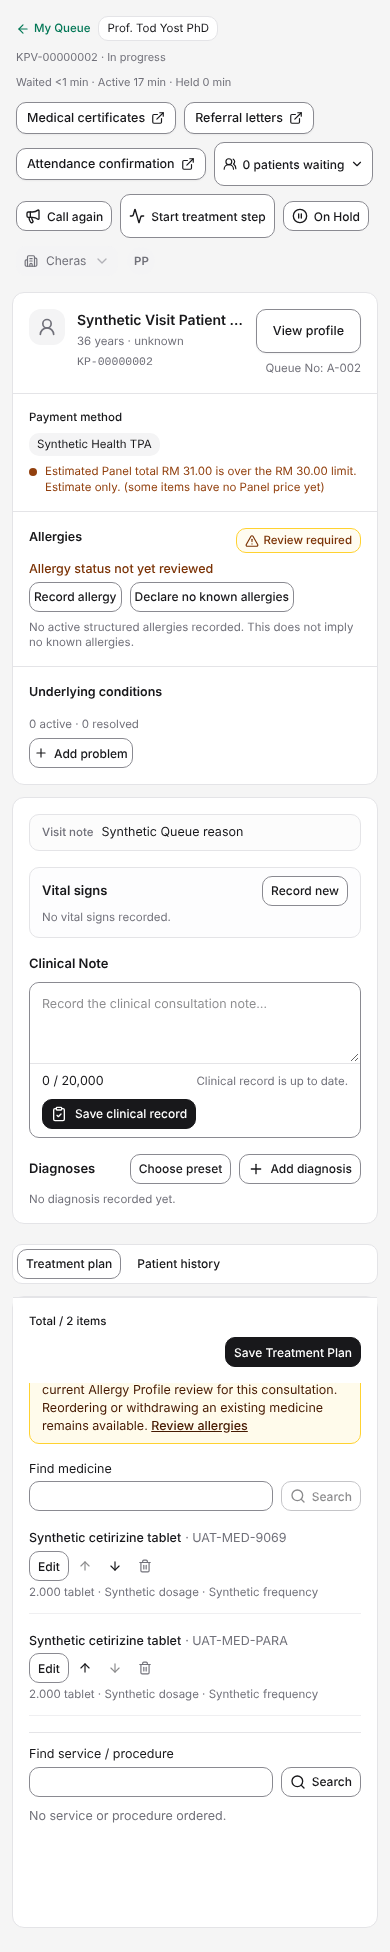 My Queue Prof. Tod Yost PhD
KPV-00000002 · In progress
Waited <1 min · Active 17 min · Held 0 min
Medical certificates Referral letters
Attendance confirmation 0 patients waiting
Call again Start treatment step On Hold
Cheras PP
Synthetic Visit Patient ... View profile
36 years · unknown
KP-00000002 Queue No: A-002
Payment method
Synthetic Health TPA
Estimated Panel total RM 31.00 is over the RM 30.00 limit.
Estimate only. (some items have no Panel price yet)
Allergies Review required
Allergy status not yet reviewed
Record allergy Declare no known allergies
No active structured allergies recorded. This does not imply
no known allergies.
Underlying conditions
0 active · 0 resolved
Add problem
Visit note Synthetic Queue reason
Vital signs Record new
No vital signs recorded.
Clinical Note
Record the clinical consultation note...
0 / 20,000 Clinical record is up to date.
Save clinical record
Diagnoses Choose preset Add diagnosis
No diagnosis recorded yet.
Treatment plan Patient history
Total / 2 items
Save Treatment Plan
current Allergy Profile review for this consultation.
Reordering or withdrawing an existing medicine
remains available. Review allergies
Find medicine
Search
Synthetic cetirizine tablet · UAT-MED-9069
Edit
2.000 tablet · Synthetic dosage · Synthetic frequency
Synthetic cetirizine tablet · UAT-MED-PARA
Edit
2.000 tablet · Synthetic dosage · Synthetic frequency
Find service / procedure
Search
No service or procedure ordered.